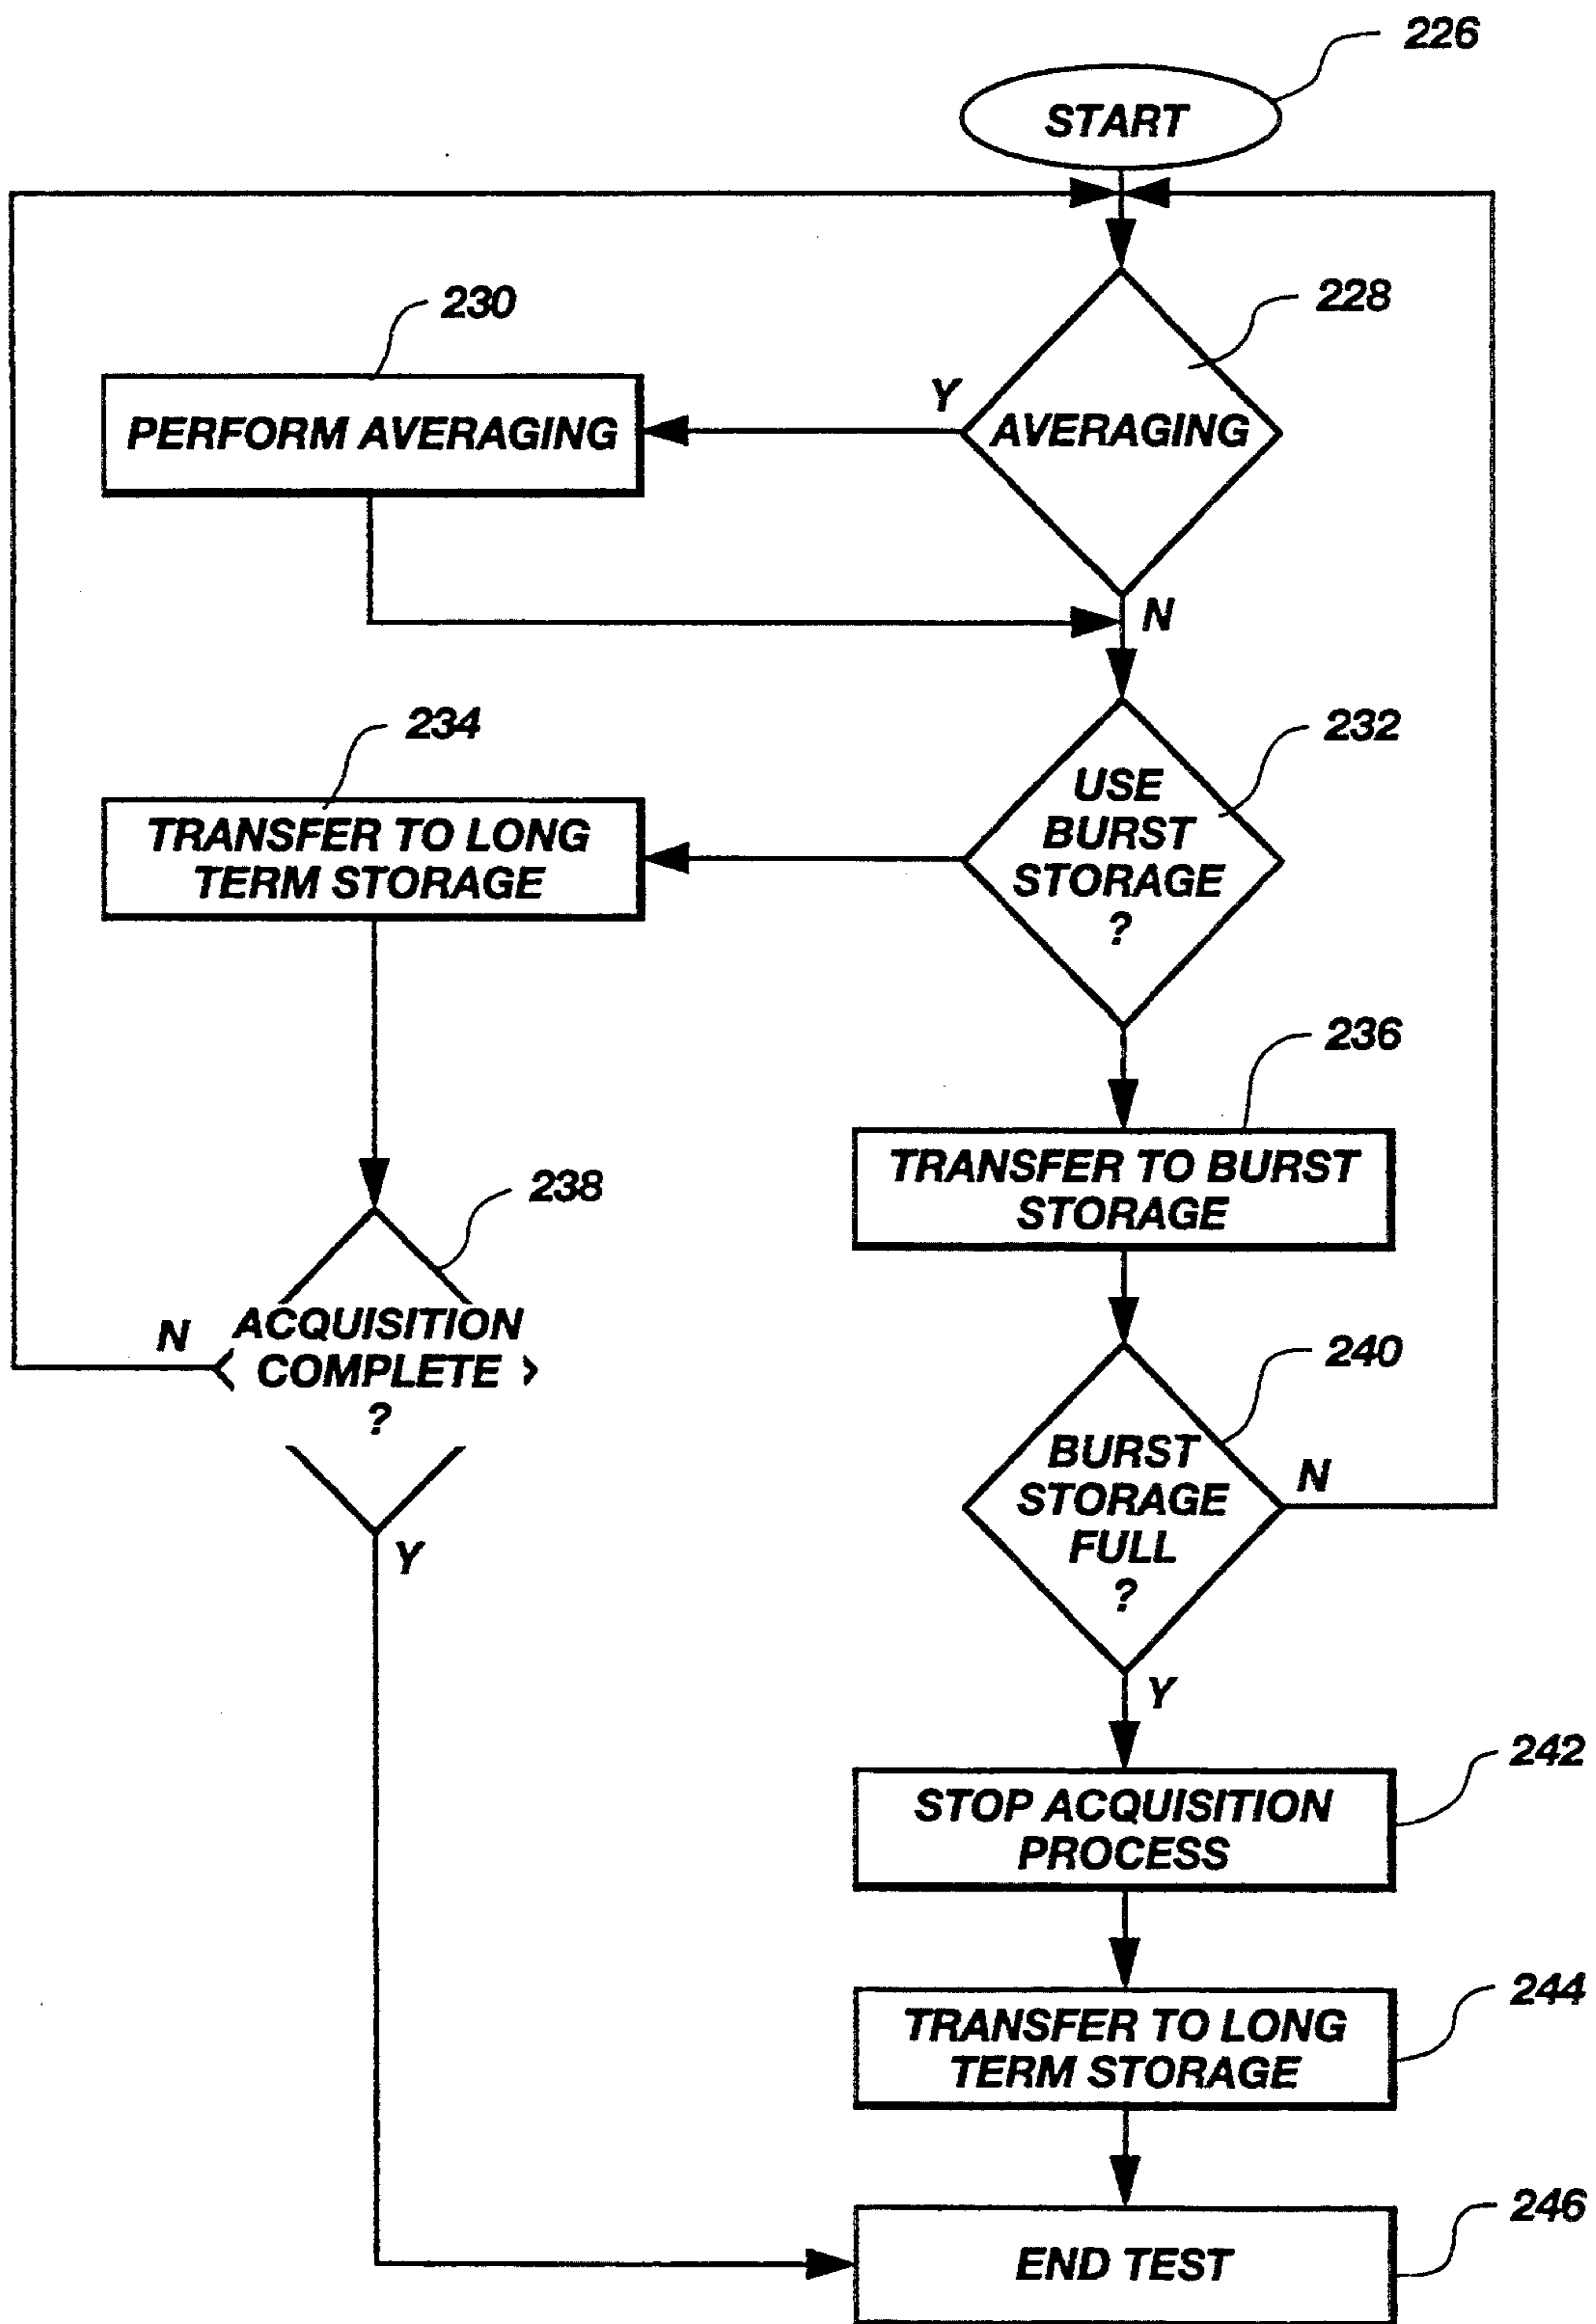 226
START
230
228
Y
PERFORM AVERAGING
AVERAGING
N
234
232
TRANSFER TO LONG
TERM STORAGE
USE
BURST
STORAGE
?
236
TRANSFER TO BURST
STORAGE
238
N
ACQUISITION
COMPLETE
?
Y
240
BURST
STORAGE
FULL
?
N
Y
242
STOP ACQUISITION
PROCESS
244
TRANSFER TO LONG
TERM STORAGE
246
END TEST